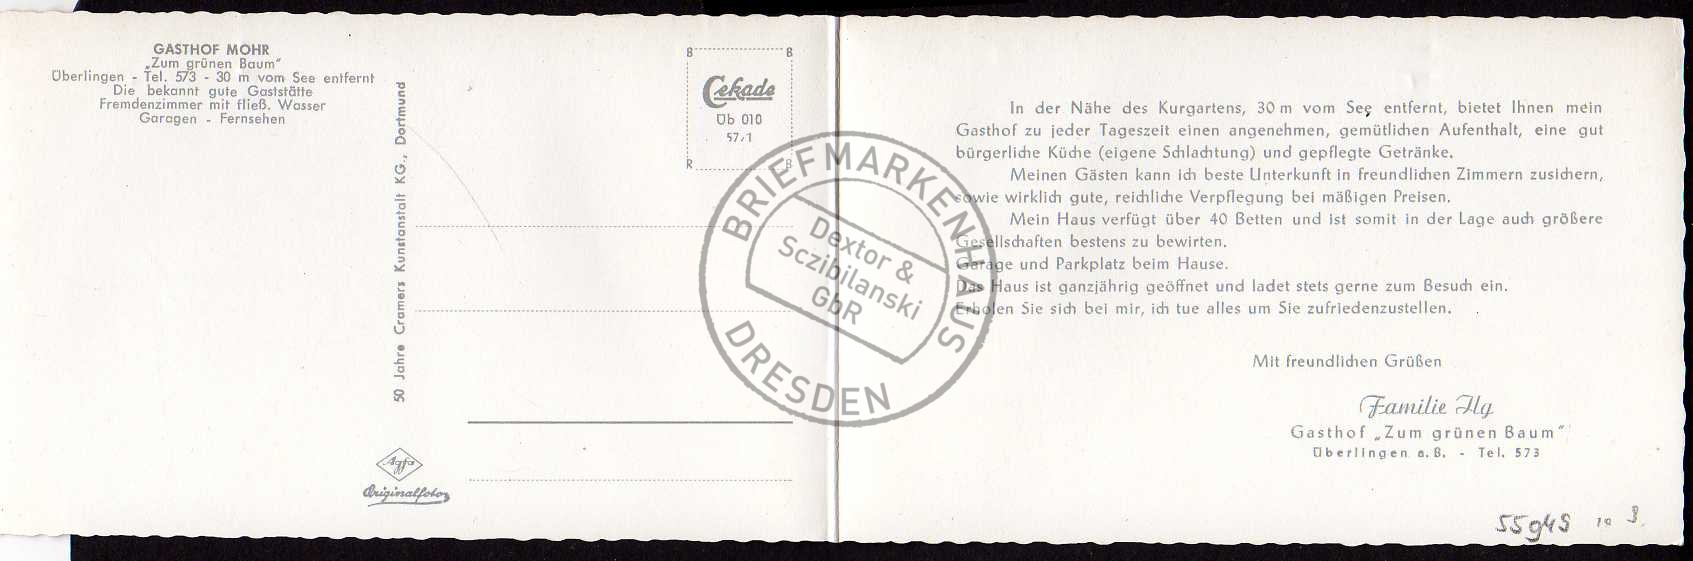 GASTHOF MOHR
„Zum grünen Baum“
Überlingen - Tel. 573 - 30 m vom See entfernt
Die bekannt gute Gaststätte
Fremdenzimmer mit fließ. Wasser
Garagen - Fernsehen
50 Jahre Cramers Kunstanstalt KG., Dortmund
Agfa
Originalfoto
B B
Cekade
Üb 010
57/1
R B
BRIEFMARKENHAUS
Dextor &
Sczibilanski
GbR
DRESDEN
In der Nähe des Kurgartens, 30 m vom See, entfernt, bietet Ihnen mein
Gasthof zu jeder Tageszeit einen angenehmen, gemütlichen Aufenthalt, eine gut
bürgerliche Küche (eigene Schlachtung) und gepflegte Getränke.
Meinen Gästen kann ich beste Unterkunft in freundlichen Zimmern zusichern,
sowie wirklich gute, reichliche Verpflegung bei mäßigen Preisen.
Mein Haus verfügt über 40 Betten und ist somit in der Lage auch größere
Gesellschaften bestens zu bewirten.
Garage und Parkplatz beim Hause.
Das Haus ist ganzjährig geöffnet und ladet stets gerne zum Besuch ein.
Erholen Sie sich bei mir, ich tue alles um Sie zufriedenzustellen.
Mit freundlichen Grüßen
Familie Ilg
Gasthof „Zum grünen Baum“
Überlingen a. B. - Tel. 573